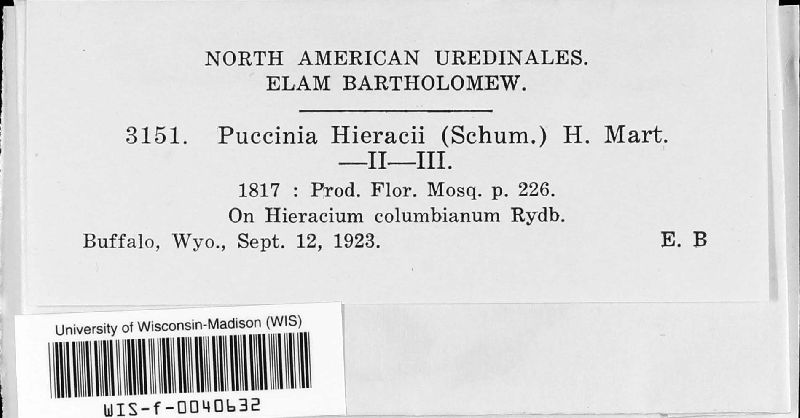 NORTH AMERICAN UREDINALES.
ELAM BARTHOLOMEW.
3151. Puccinia Hieracii (Schum.) H. Mart.
—II—III.
1817 : Prod. Flor. Mosq. p. 226.
On Hieracium columbianum Rydb.
Buffalo, Wyo., Sept. 12, 1923. E. B
University of Wisconsin-Madison (WIS)
WIS-f-0040632